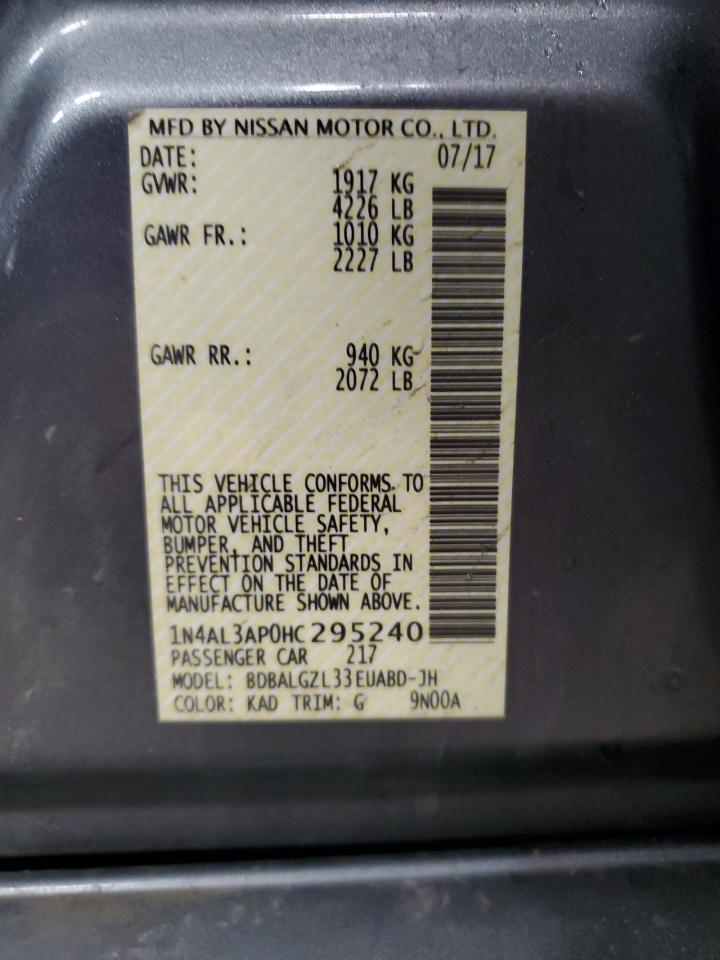 MFD BY NISSAN MOTOR CO., LTD.
DATE: 07/17
GVWR: 1917 KG
4226 LB
GAWR FR.: 1010 KG
2227 LB
GAWR RR.: 940 KG
2072 LB
THIS VEHICLE CONFORMS TO
ALL APPLICABLE FEDERAL
MOTOR VEHICLE SAFETY,
BUMPER, AND THEFT
PREVENTION STANDARDS IN
EFFECT ON THE DATE OF
MANUFACTURE SHOWN ABOVE.
1N4AL3AP0HC295240
PASSENGER CAR 217
MODEL: BDBALGZL33EUABD-JH
COLOR: KAD TRIM: G 9N00A